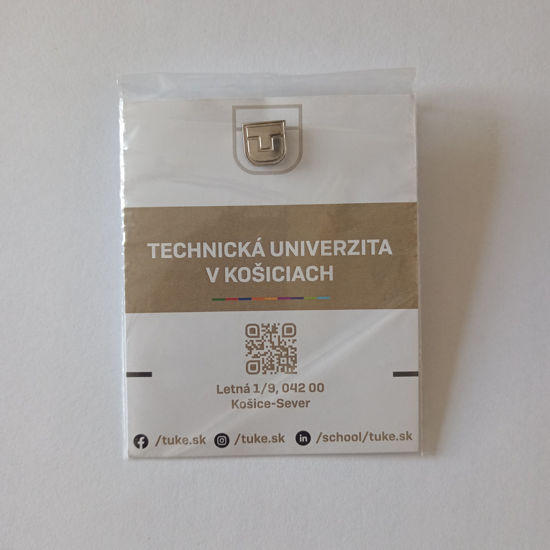 TECHNICKÁ UNIVERZITA
V KOŠICIACH
Letná 1/9, 042 00
Košice-Sever
/tuke.sk /tuke.sk /school/tuke.sk